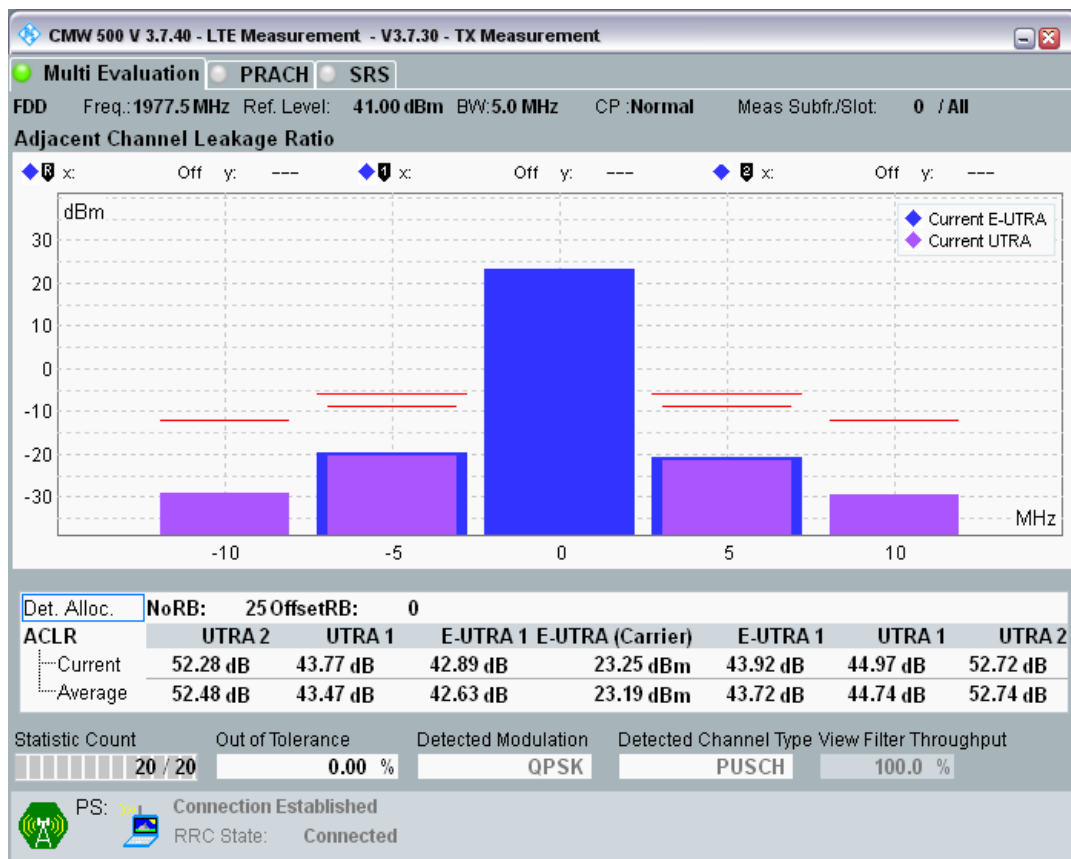 CMW 500 V 3.7.40 - LTE Measurement - V3.7.30 - TX Measurement
Multi Evaluation PRACH SRS
FDD Freq.:1977.5 MHz Ref. Level: 41.00 dBm BW:5.0 MHz CP :Normal Meas Subfr./Slot: 0 / All
Adjacent Channel Leakage Ratio
R x: Off y: --- 1 x: Off y: --- 2 x: Off y: ---
dBm
Current E-UTRA
Current UTRA
30
20
10
0
-10
-20
-30
MHz
-10 -5 0 5 10
Det. Alloc. NoRB: 25 OffsetRB: 0
ACLR UTRA 2 UTRA 1 E-UTRA 1 E-UTRA (Carrier) E-UTRA 1 UTRA 1 UTRA 2
Current 52.28 dB 43.77 dB 42.89 dB 23.25 dBm 43.92 dB 44.97 dB 52.72 dB
Average 52.48 dB 43.47 dB 42.63 dB 23.19 dBm 43.72 dB 44.74 dB 52.74 dB
Statistic Count Out of Tolerance Detected Modulation Detected Channel Type View Filter Throughput
20 / 20 0.00 % QPSK PUSCH 100.0 %
PS: Connection Established
RRC State: Connected